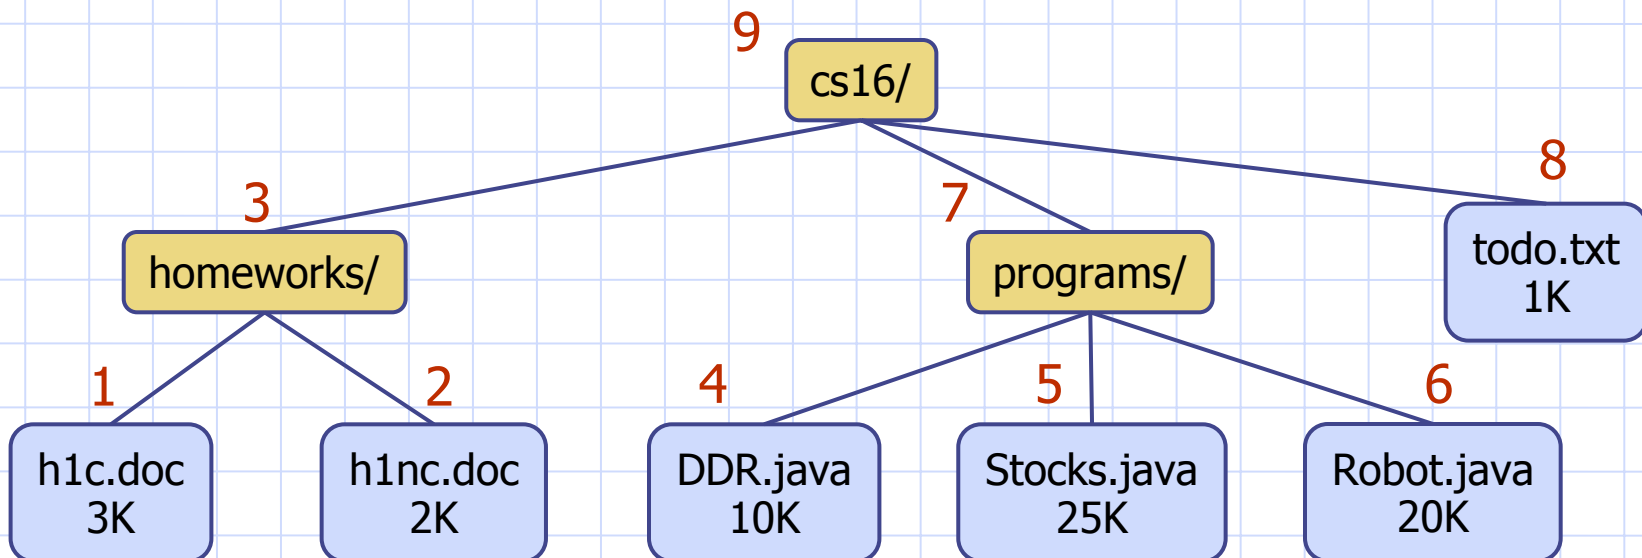 9
cs16/
8
3
7
homeworks/
programs/
todo.txt
1K
1
2
4
5
6
h1c.doc
3K
h1nc.doc
2K
DDR.java
10K
Stocks.java
25K
Robot.java
20K